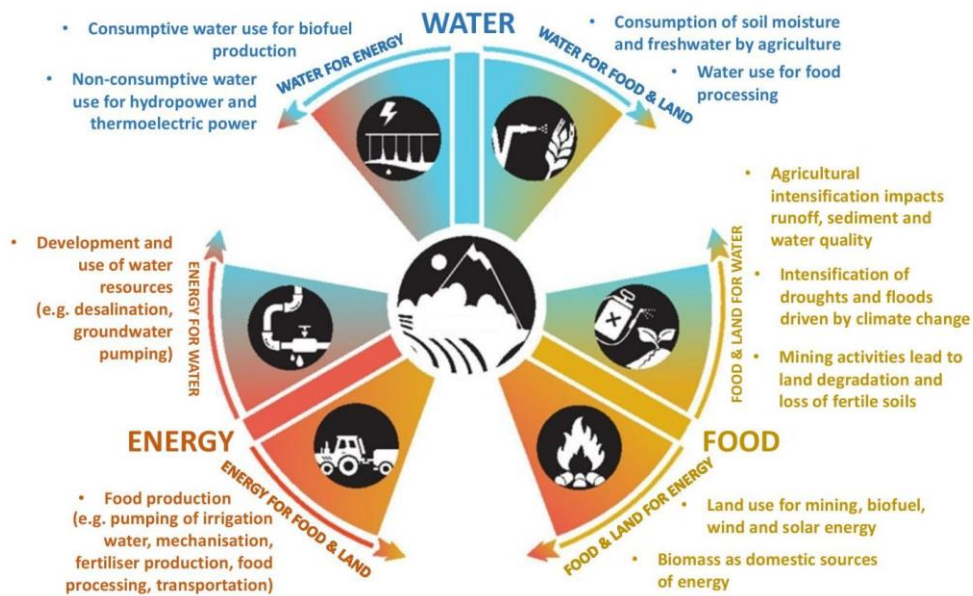 WATER
• Consumptive water use for biofuel
production
• Non-consumptive water
use for hydropower and
thermoelectric power
WATER FOR ENERGY
WATER FOR FOOD & LAND
• Consumption of soil moisture
and freshwater by agriculture
• Water use for food
processing
• Agricultural
intensification impacts
runoff, sediment and
water quality
• Intensification of
droughts and floods
driven by climate change
• Mining activities lead to
land degradation and
loss of fertile soils
FOOD & LAND FOR WATER
FOOD
FOOD & LAND FOR ENERGY
• Land use for mining, biofuel,
wind and solar energy
• Biomass as domestic sources
of energy
• Development and
use of water
resources
(e.g. desalination,
groundwater
pumping)
ENERGY FOR WATER
ENERGY
ENERGY FOR FOOD & LAND
• Food production
(e.g. pumping of irrigation
water, mechanisation,
fertiliser production, food
processing, transportation)